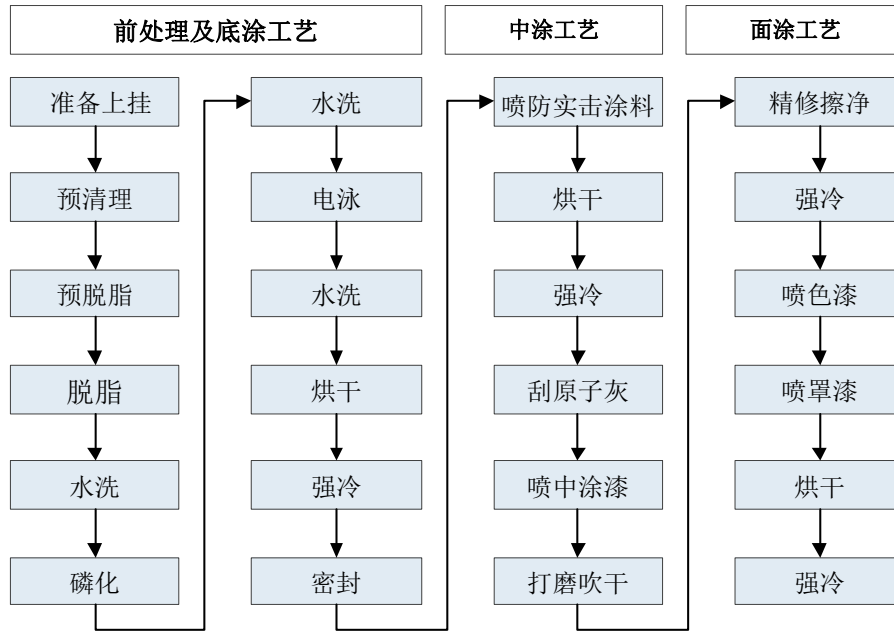 前处理及底涂工艺
中涂工艺
面涂工艺
准备上挂
预清理
预脱脂
脱脂
水洗
磷化
水洗
电泳
水洗
烘干
强冷
密封
喷防实击涂料
烘干
强冷
刮原子灰
喷中涂漆
打磨吹干
精修擦净
强冷
喷色漆
喷罩漆
烘干
强冷